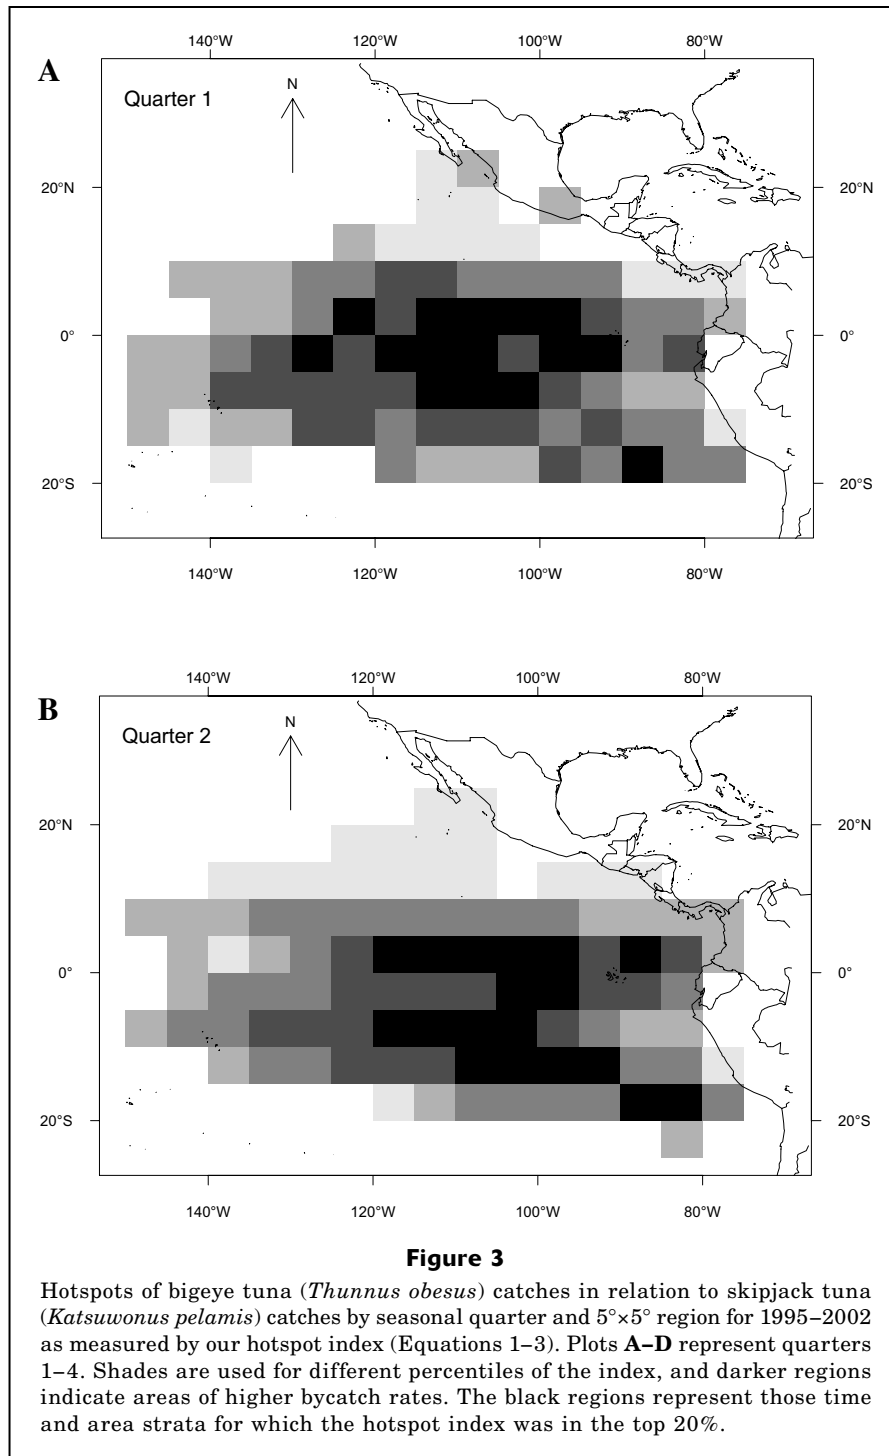 140°W 120°W 100°W 80°W
A
Quarter 1
N
20°N 20°N
0° 0°
20°S 20°S
140°W 120°W 100°W 80°W
140°W 120°W 100°W 80°W
B
Quarter 2
N
20°N 20°N
0° 0°
20°S 20°S
140°W 120°W 100°W 80°W
Figure 3
Hotspots of bigeye tuna (Thunnus obesus) catches in relation to skipjack tuna
(Katsuwonus pelamis) catches by seasonal quarter and 5°×5° region for 1995–2002
as measured by our hotspot index (Equations 1–3). Plots A–D represent quarters
1–4. Shades are used for different percentiles of the index, and darker regions
indicate areas of higher bycatch rates. The black regions represent those time
and area strata for which the hotspot index was in the top 20%.